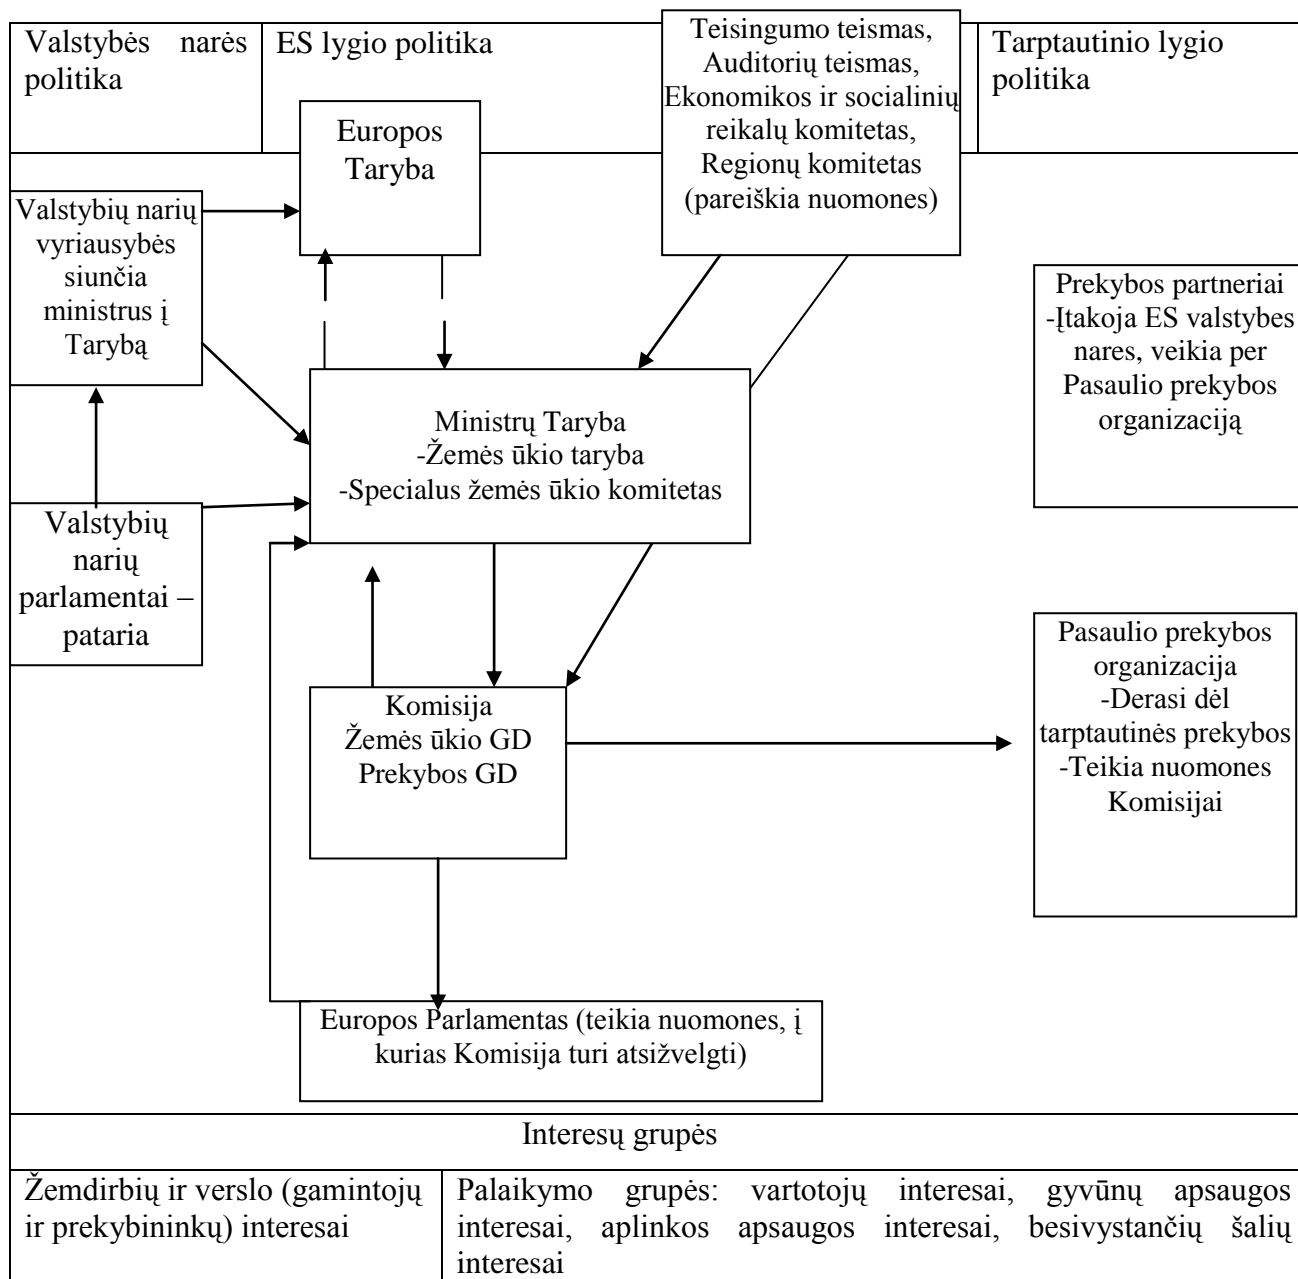 Valstybės narės
politika
ES lygio politika
Teisingumo teismas,
Auditorių teismas,
Ekonomikos ir socialinių
reikalų komitetas,
Regionų komitetas
(pareiškia nuomones)
Tarptautinio lygio
politika
Europos
Taryba
Valstybių narių
vyriausybės
siunčia
ministrus į
Tarybą
Prekybos partneriai
-Įtakoja ES valstybes
nares, veikia per
Pasaulio prekybos
organizaciją
Ministrų Taryba
-Žemės ūkio taryba
-Specialus žemės ūkio komitetas
Valstybių
narių
parlamentai –
pataria
Komisija
Žemės ūkio GD
Prekybos GD
Pasaulio prekybos
organizacija
-Derasi dėl
tarptautinės prekybos
-Teikia nuomones
Komisijai
Europos Parlamentas (teikia nuomones, į
kurias Komisija turi atsižvelgti)
Interesų grupės
Žemdirbių ir verslo (gamintojų
ir prekybininkų) interesai
Palaikymo grupės: vartotojų interesai, gyvūnų apsaugos
interesai, aplinkos apsaugos interesai, besivystančių šalių
interesai